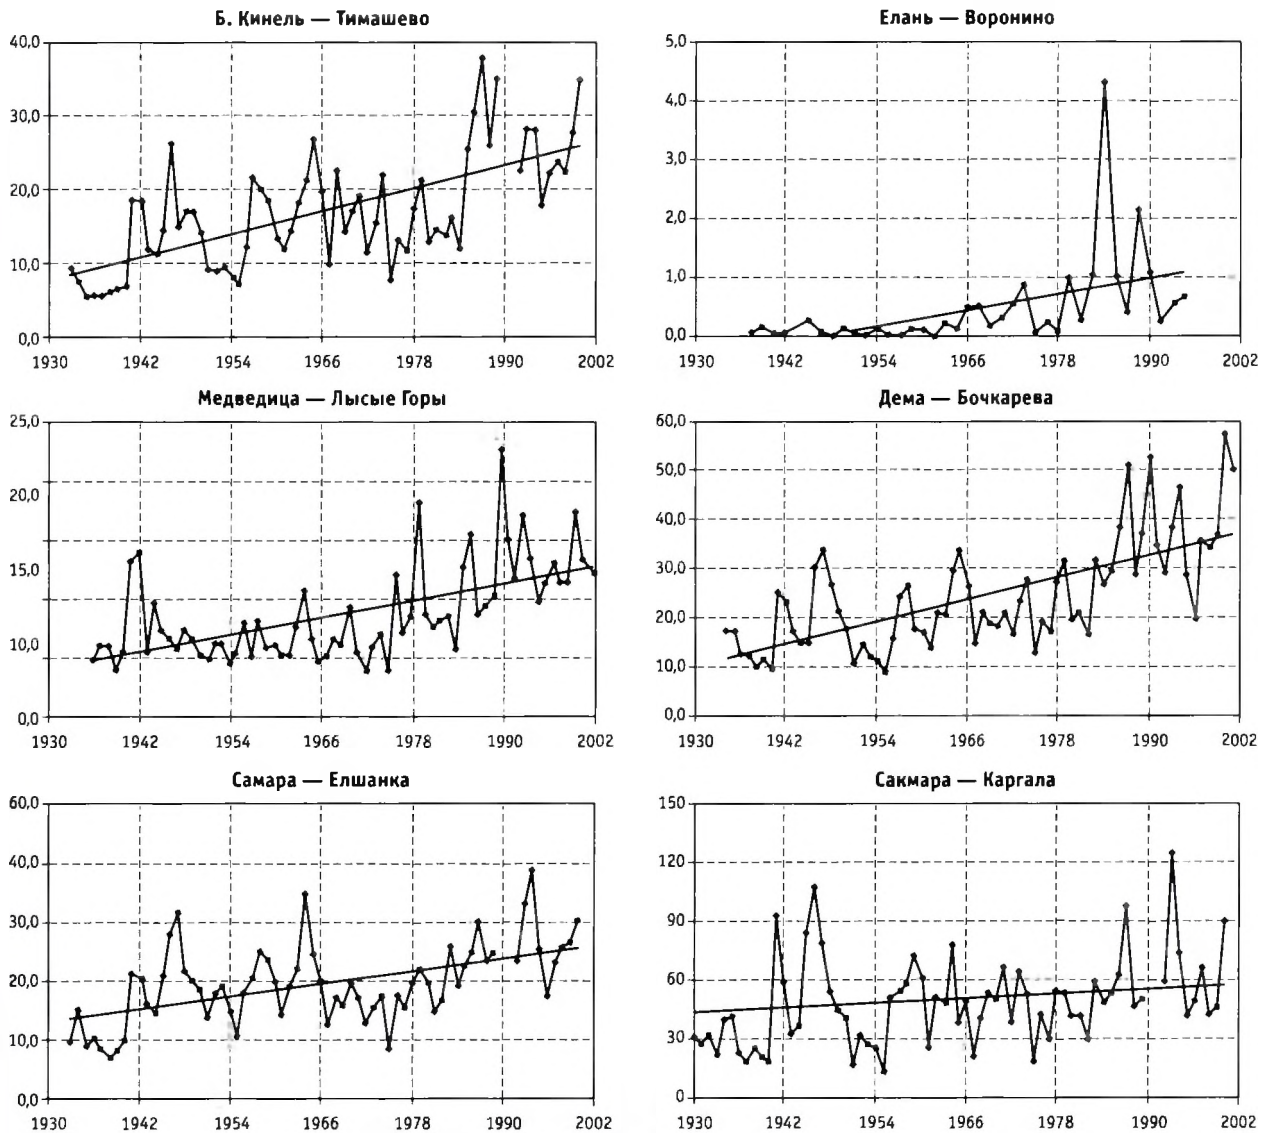 Б. Кинель — Тимашево
40,0
30,0
20,0
10,0
0,0
1930 1942 1954 1966 1978 1990 2002
Елань — Воронино
5,0
4,0
3,0
2,0
1,0
0,0
1930 1942 1954 1966 1978 1990 2002
Медведица — Лысые Горы
25,0
20,0
15,0
10,0
0,0
1930 1942 1954 1966 1978 1990 2002
Дема — Бочкарева
60,0
50,0
40,0
30,0
20,0
10,0
0,0
1930 1942 1954 1966 1978 1990 2002
Самара — Елшанка
60,0
40,0
30,0
20,0
10,0
0,0
1930 1942 1954 1966 1978 1990 2002
Сакмара — Каргала
150
120
90
60
30
0
1930 1942 1954 1966 1978 1990 2002